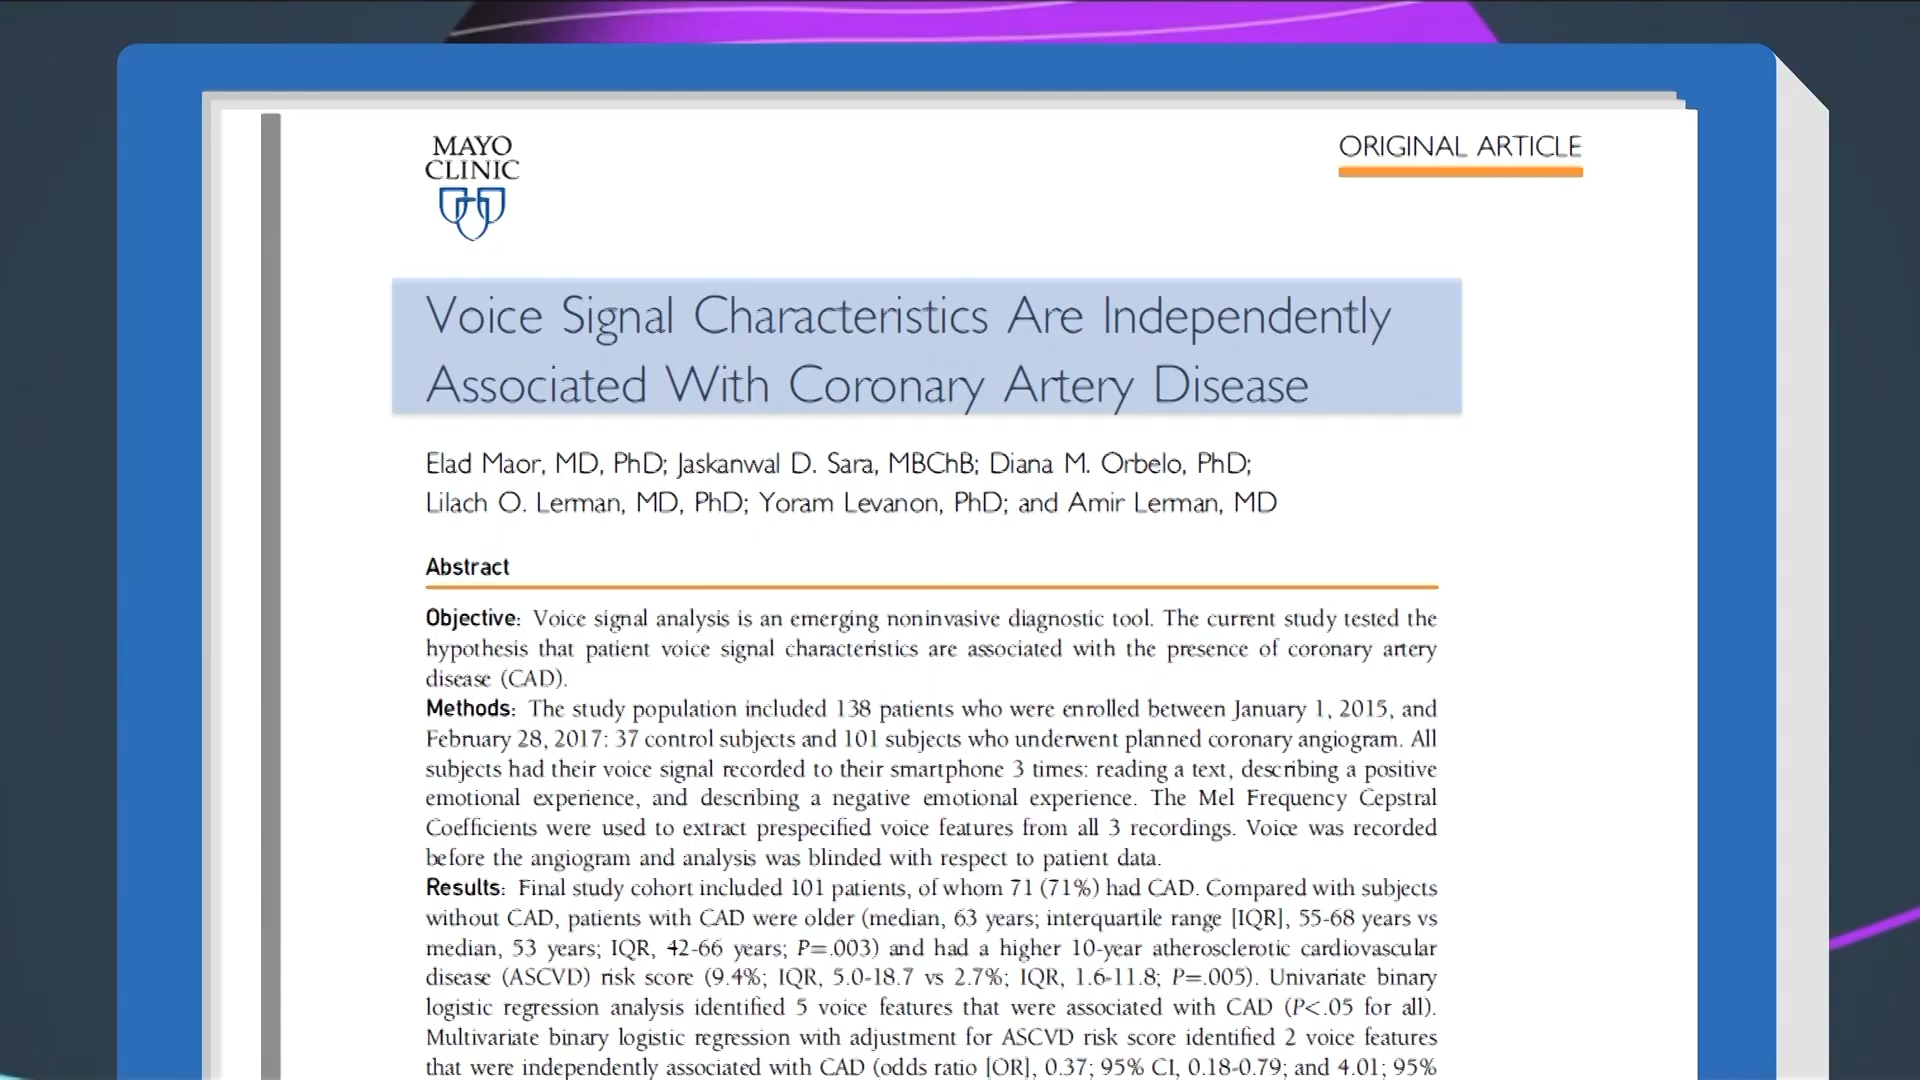 MAYO
CLINIC
ORIGINAL ARTICLE
Voice Signal Characteristics Are Independently
Associated With Coronary Artery Disease
Elad Maor, MD, PhD; Jaskanwal D. Sara, MBChB; Diana M. Orbelo, PhD;
Lilach O. Lerman, MD, PhD; Yoram Levanon, PhD; and Amir Lerman, MD
Abstract
Objective: Voice signal analysis is an emerging noninvasive diagnostic tool. The current study tested the
hypothesis that patient voice signal characteristics are associated with the presence of coronary artery
disease (CAD).
Methods: The study population included 138 patients who were enrolled between January 1, 2015, and
February 28, 2017: 37 control subjects and 101 subjects who underwent planned coronary angiogram. All
subjects had their voice signal recorded to their smartphone 3 times: reading a text, describing a positive
emotional experience, and describing a negative emotional experience. The Mel Frequency Cepstral
Coefficients were used to extract prespecified voice features from all 3 recordings. Voice was recorded
before the angiogram and analysis was blinded with respect to patient data.
Results: Final study cohort included 101 patients, of whom 71 (71%) had CAD. Compared with subjects
without CAD, patients with CAD were older (median, 63 years; interquartile range [IQR], 55-68 years vs
median, 53 years; IQR, 42-66 years; P=.003) and had a higher 10-year atherosclerotic cardiovascular
disease (ASCVD) risk score (9.4%; IQR, 5.0-18.7 vs 2.7%; IQR, 1.6-11.8; P=.005). Univariate binary
logistic regression analysis identified 5 voice features that were associated with CAD (P<.05 for all).
Multivariate binary logistic regression with adjustment for ASCVD risk score identified 2 voice features
that were independently associated with CAD (odds ratio [OR], 0.37; 95% CI, 0.18-0.79; and 4.01; 95%